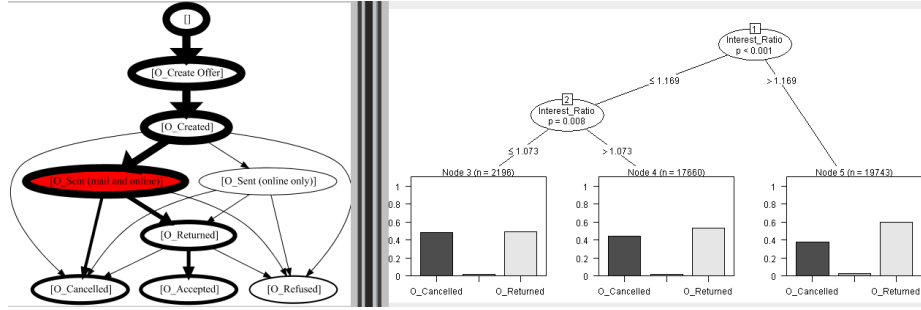 []
[O_Create Offer]
[O_Created]
[O_Sent (mail and online)]
[O_Sent (online only)]
[O_Returned]
[O_Cancelled]
[O_Accepted]
[O_Refused]
1
Interest_Ratio
p < 0.001
≤ 1.169
> 1.169
2
Interest_Ratio
p = 0.008
≤ 1.073
> 1.073
Node 3 (n = 2196)
1
0.8
0.6
0.4
0.2
0
O_Cancelled
O_Returned
Node 4 (n = 17660)
1
0.8
0.6
0.4
0.2
0
O_Cancelled
O_Returned
Node 5 (n = 19743)
1
0.8
0.6
0.4
0.2
0
O_Cancelled
O_Returned